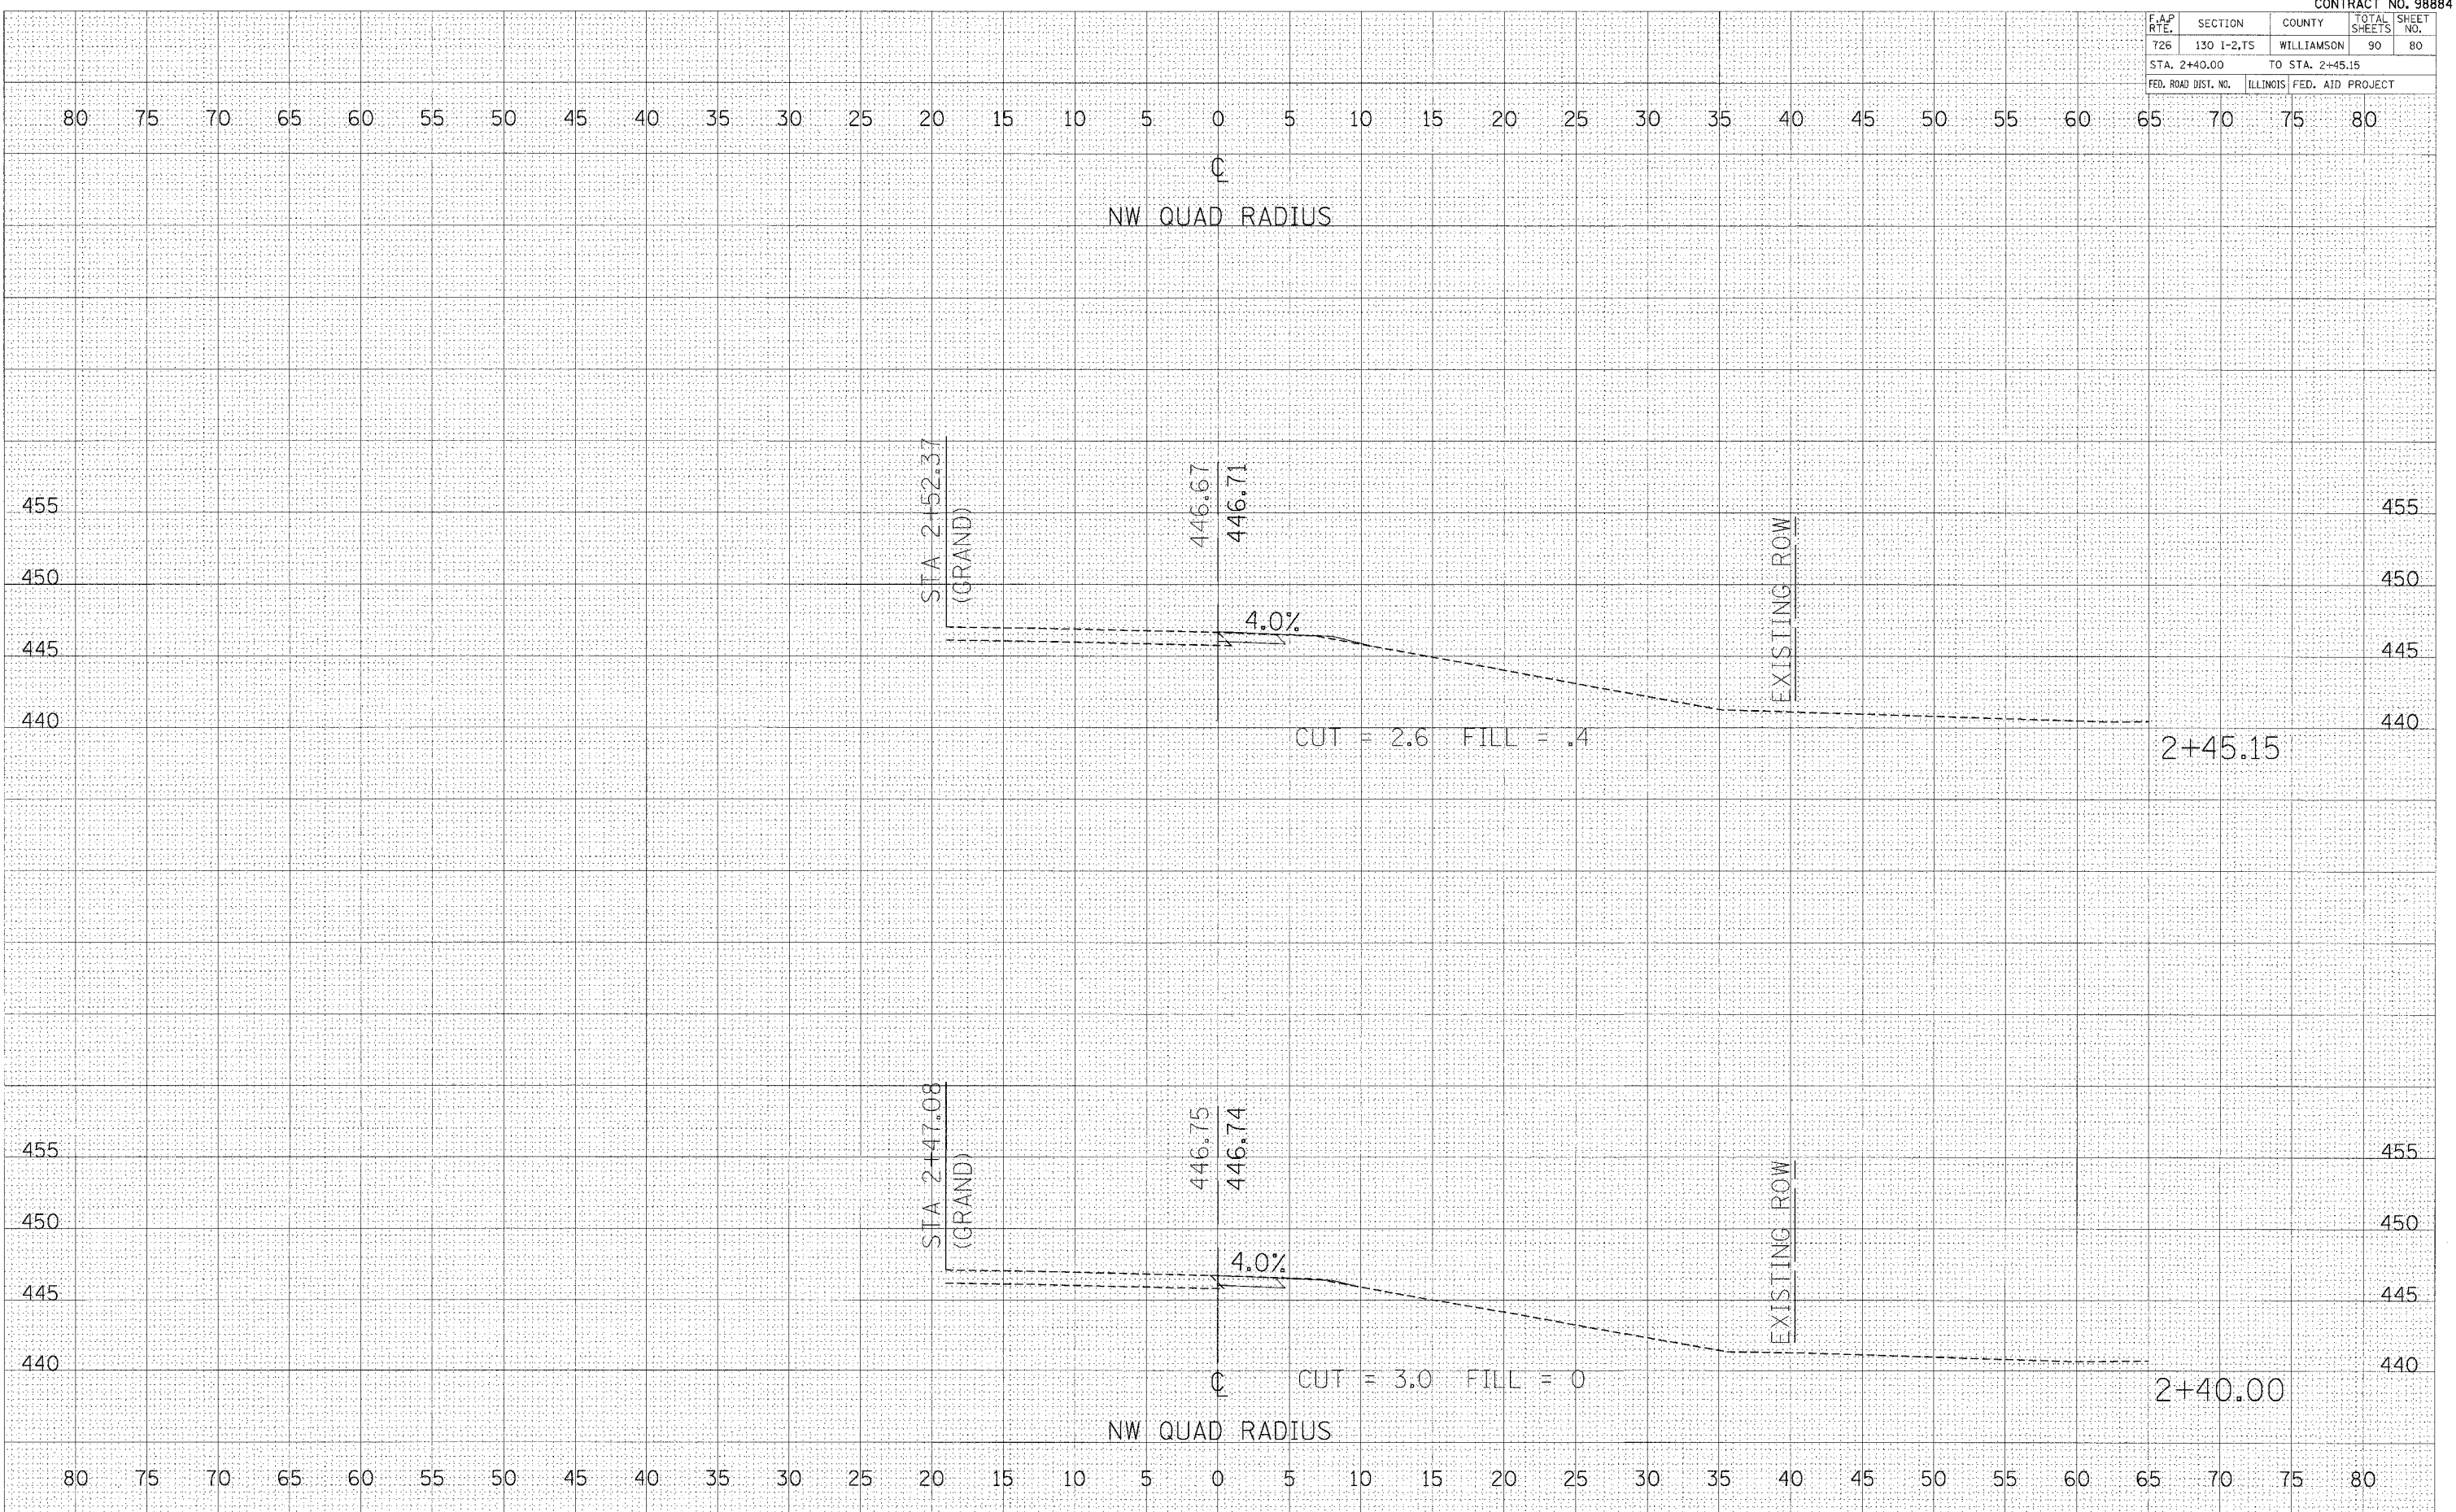 CONTRACT NO. 98884
F.A.P RTE. SECTION COUNTY TOTAL SHEETS SHEET NO.
726 130 I-2,TS WILLIAMSON 90 80
STA. 2+40.00 TO STA. 2+45.15
FED. ROAD DIST. NO. ILLINOIS FED. AID PROJECT
80 75 70 65 60 55 50 45 40 35 30 25 20 15 10 5 0 5 10 15 20 25 30 35 40 45 50 55 60 65 70 75 80
℄
NW QUAD RADIUS
STA 2+52.37
(GRAND)
446.67
446.71
EXISTING ROW
455 455
450 450
4.0%
445 445
440 440
CUT = 2.6 FILL = .4
2+45.15
STA 2+47.08
(GRAND)
446.75
446.74
EXISTING ROW
455 455
450 450
4.0%
445 445
440 440
℄
CUT = 3.0 FILL = 0
2+40.00
NW QUAD RADIUS
80 75 70 65 60 55 50 45 40 35 30 25 20 15 10 5 0 5 10 15 20 25 30 35 40 45 50 55 60 65 70 75 80